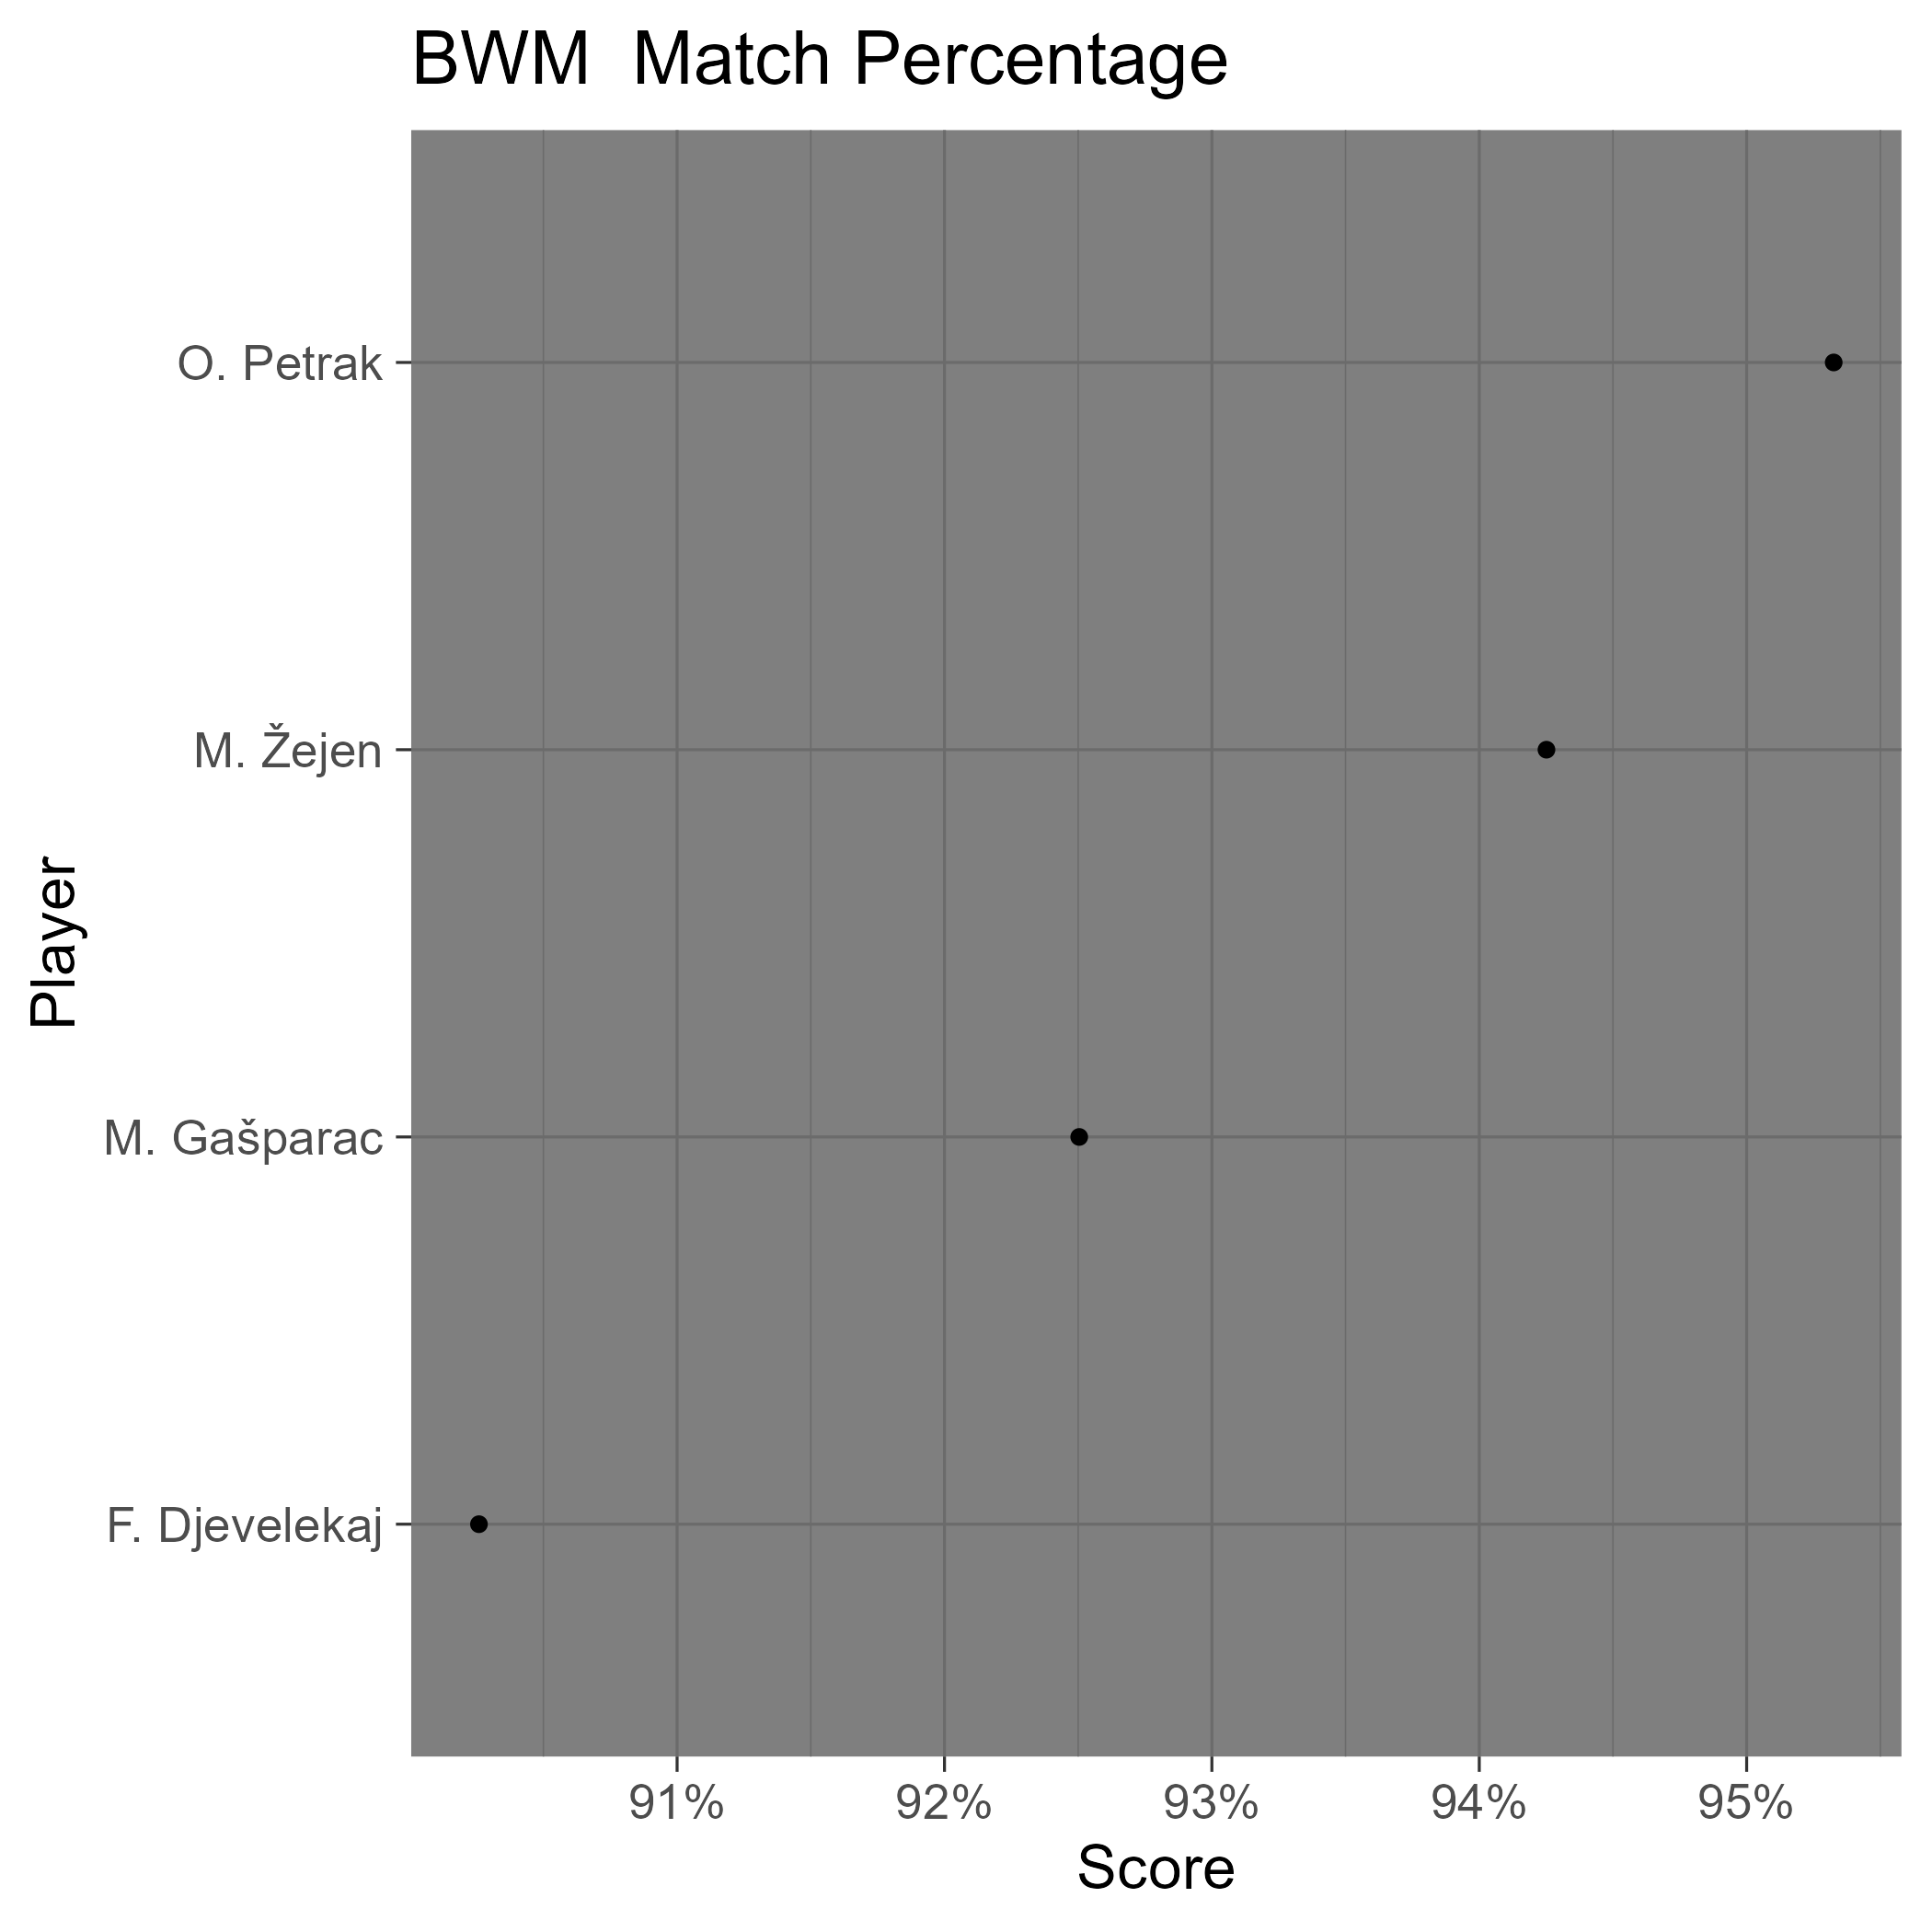 BWM  Match Percentage
O. Petrak
M. Žejen
M. Gašparac
F. Djevelekaj
Player
91% 92% 93% 94% 95%
Score